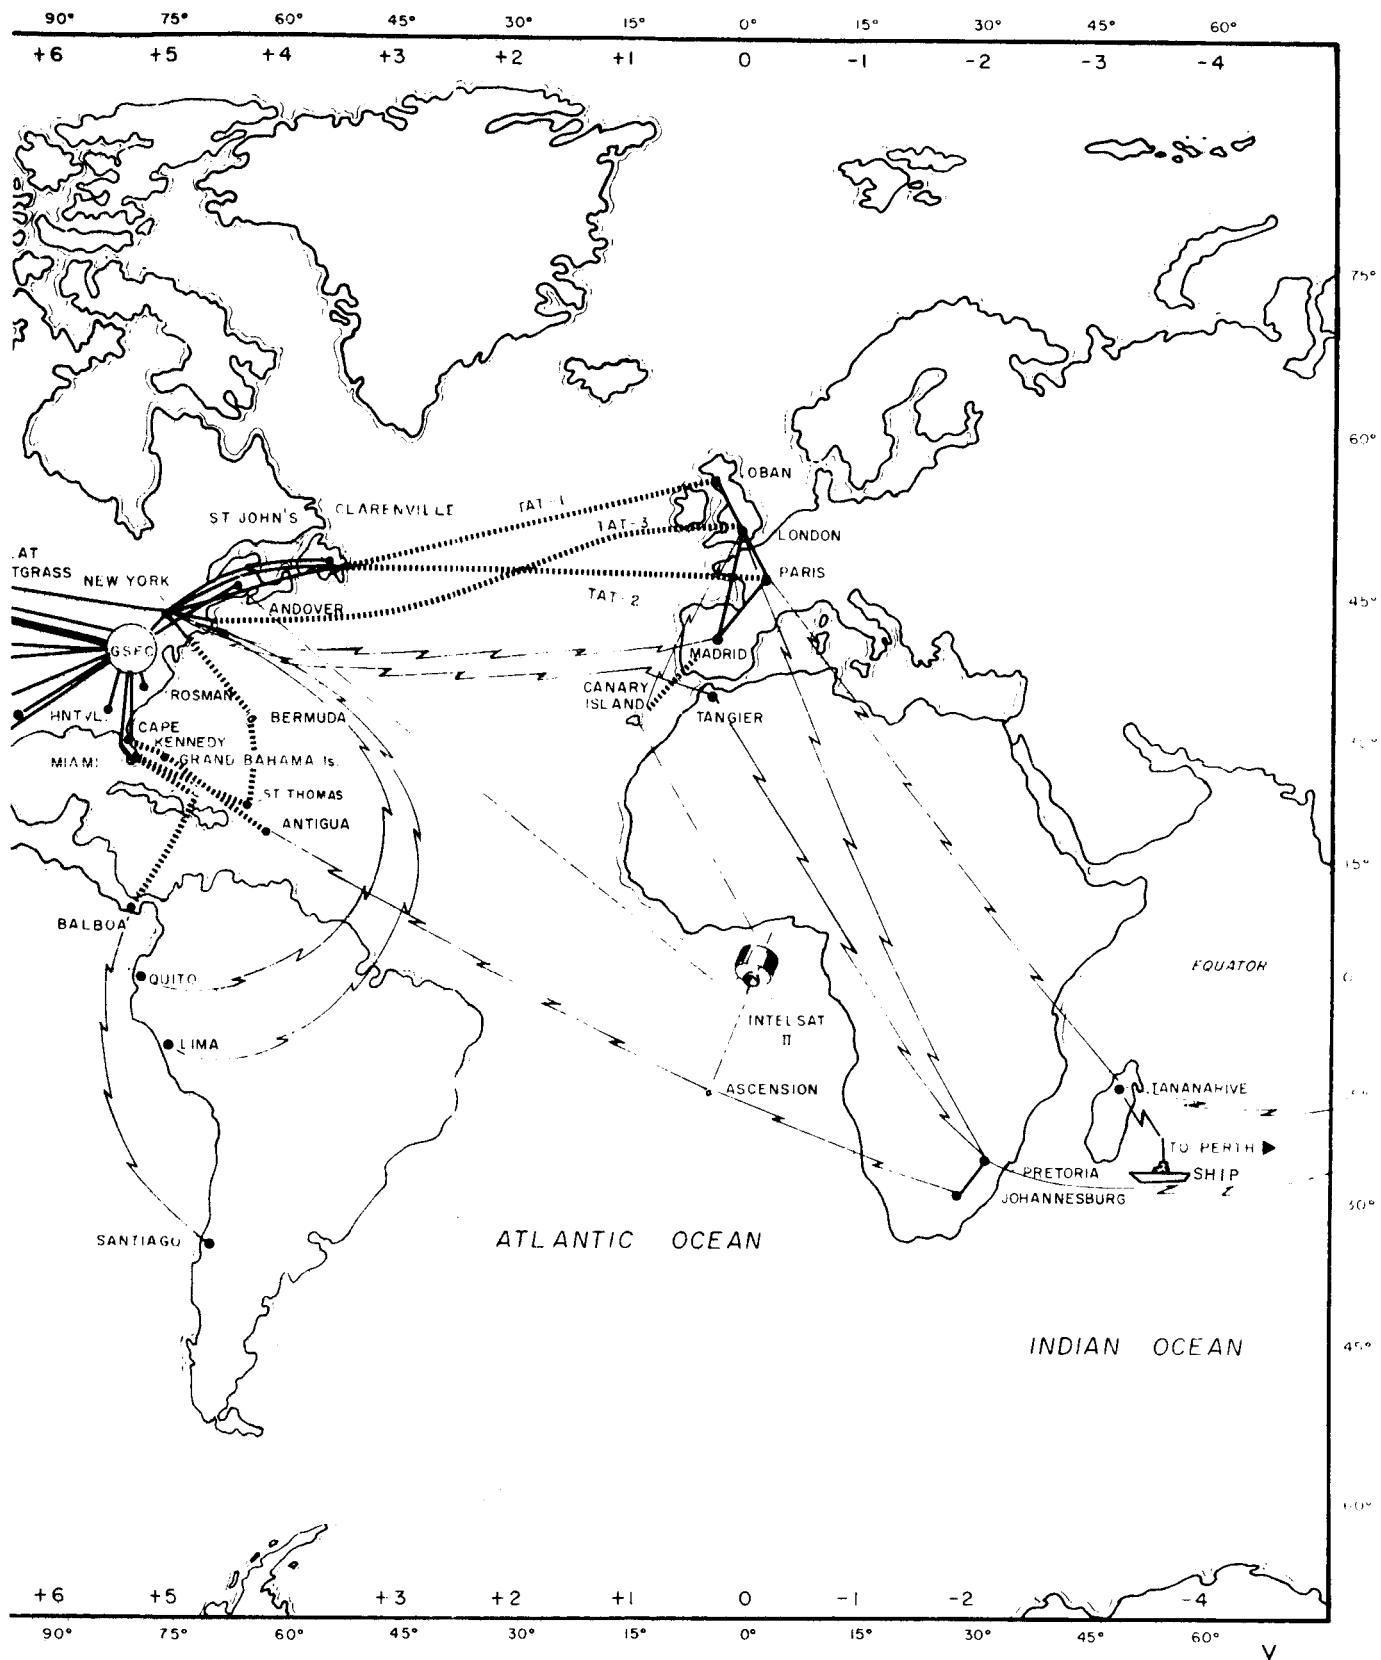 90° 75° 60° 45° 30° 15° 0° 15° 30° 45° 60°
+6 +5 +4 +3 +2 +1 0 -1 -2 -3 -4
75°
60°
OBAN
TAT-1
CLARENVILLE
ST JOHN'S
TAT-3
LONDON
.AT
TGRASS
NEW YORK
PARIS
TAT-2
45°
ANDOVER
GSFC
MADRID
CANARY
ISLAND
ROSMAN
HNTVL.
BERMUDA
TANGIER
CAPE
KENNEDY
MIAMI
GRAND BAHAMA Is.
ST THOMAS
ANTIGUA
15°
BALBOA
QUITO
EQUATOR
0
INTELSAT
II
LIMA
ASCENSION
TANANARIVE
TO PERTH
SHIP
PRETORIA
JOHANNESBURG
30°
SANTIAGO
ATLANTIC OCEAN
INDIAN OCEAN
45°
60°
+6 +5 +3 +2 +1 0 -1 -2 -4
90° 75° 60° 45° 30° 15° 0° 15° 30° 45° 60°
V